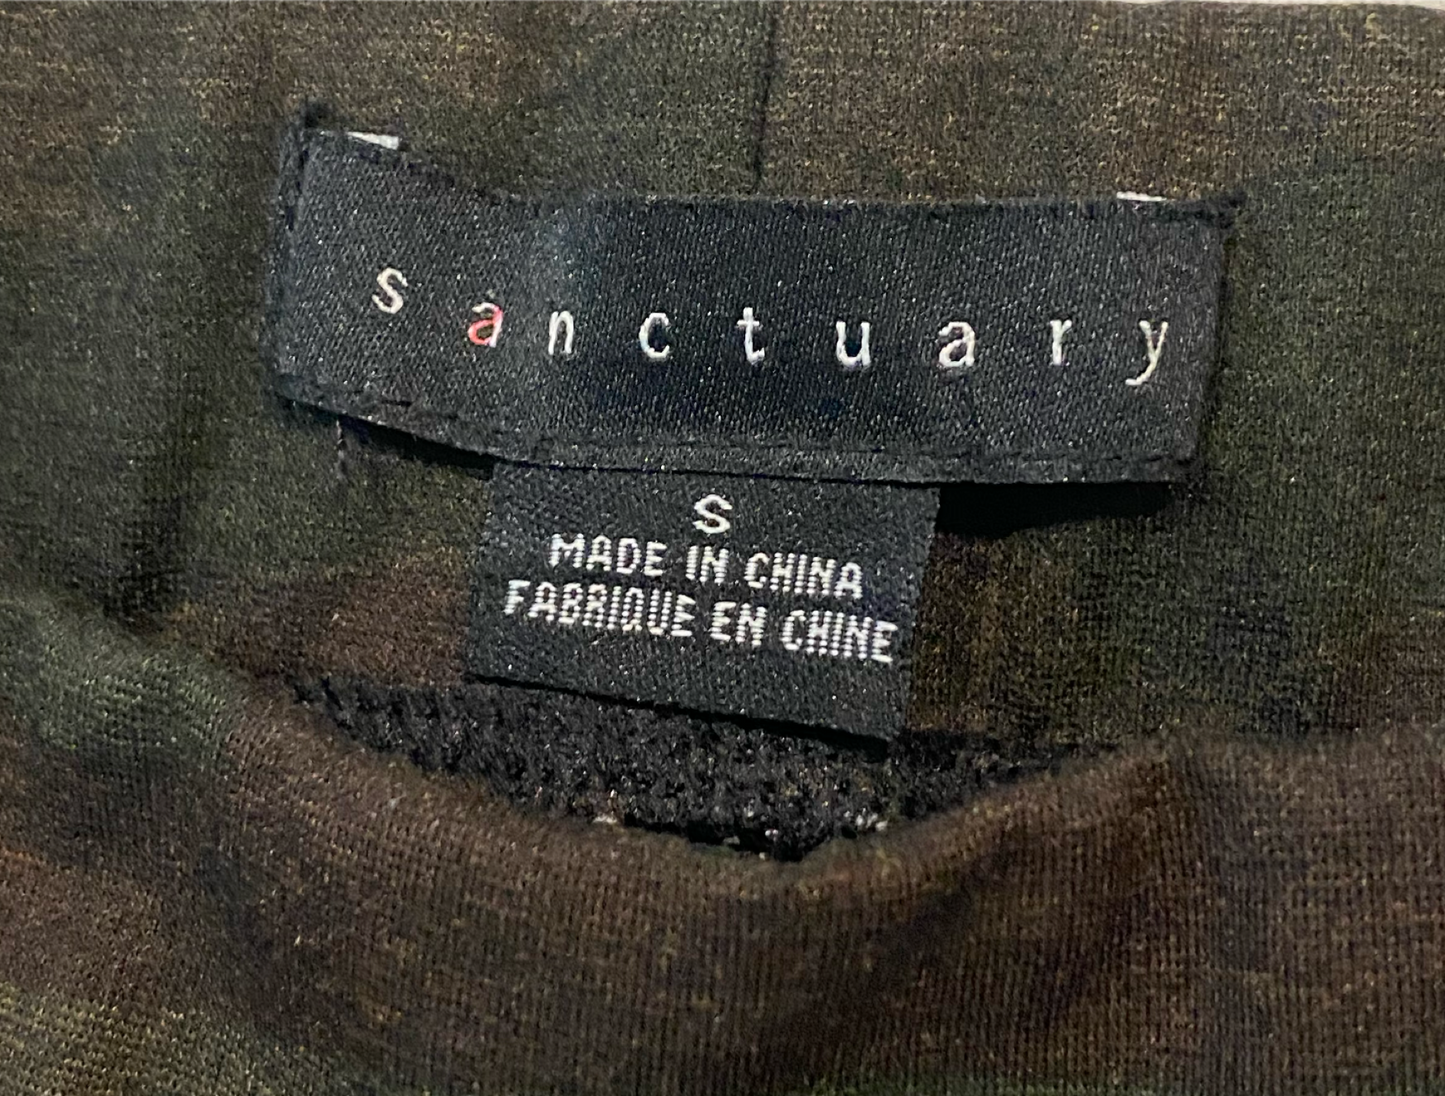 sanctuary
S
MADE IN CHINA
FABRIQUE EN CHINE